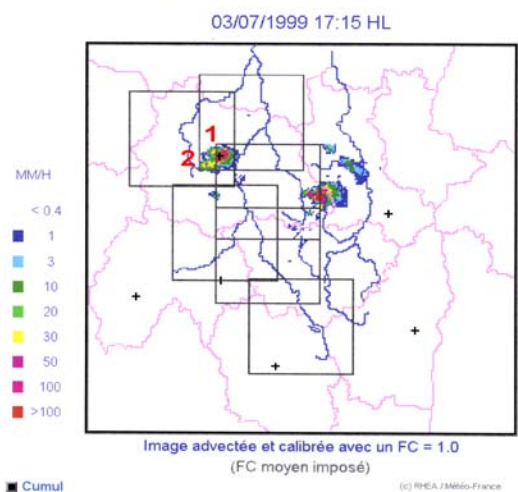 03/07/1999 17:15 HL
1
2
MM/H
< 0.4
1
3
10
20
30
50
100
>100
Image advectée et calibrée avec un FC = 1.0
(FC moyen imposé)
Cumul
(c) RHEA / Météo-France